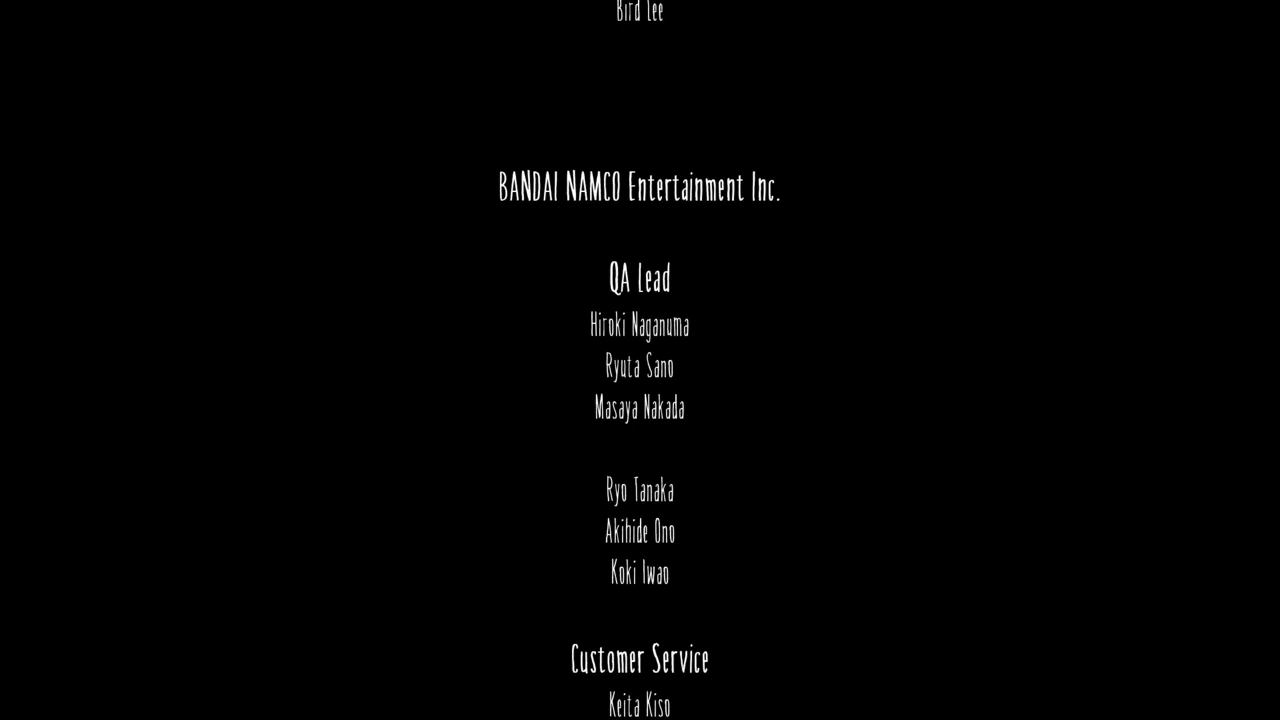 Bird Lee
BANDAI NAMCO Entertainment Inc.
QA Lead
Hiroki Naganuma
Ryuta Sano
Masaya Nakada
Ryo Tanaka
Akihide Ono
Koki Iwao
Customer Service
Keita Kiso